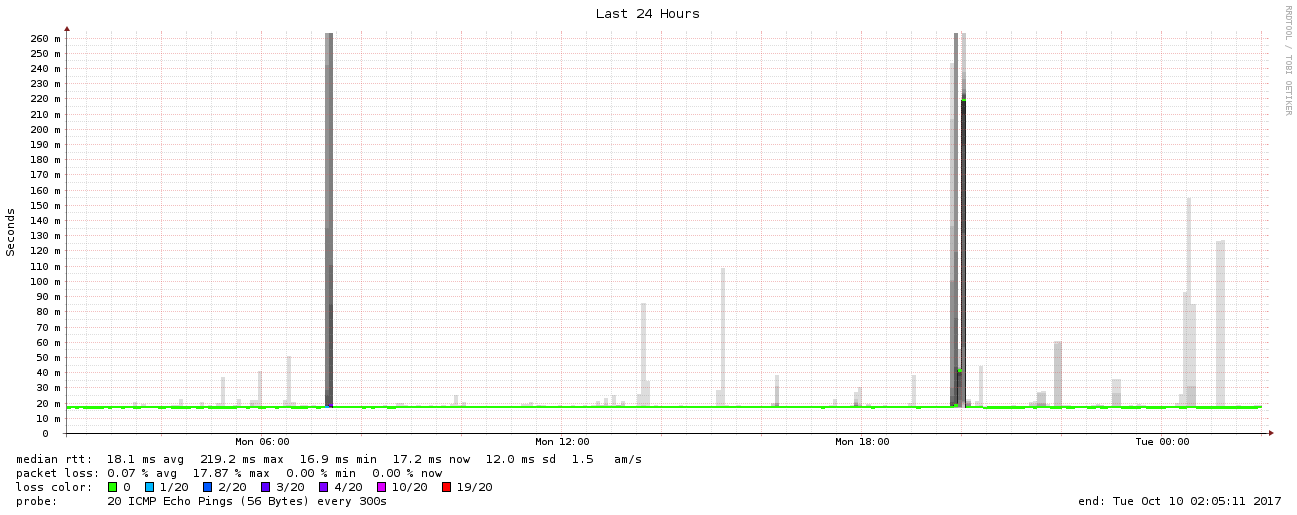 Last 24 Hours
RRDTOOL / TOBI OETIKER
Seconds
260 m
250 m
240 m
230 m
220 m
210 m
200 m
190 m
180 m
170 m
160 m
150 m
140 m
130 m
120 m
110 m
100 m
90 m
80 m
70 m
60 m
50 m
40 m
30 m
20 m
10 m
0
Mon 06:00 Mon 12:00 Mon 18:00 Tue 00:00
median rtt: 18.1 ms avg 219.2 ms max 16.9 ms min 17.2 ms now 12.0 ms sd 1.5 am/s
packet loss: 0.07 % avg 17.87 % max 0.00 % min 0.00 % now
loss color: 0 1/20 2/20 3/20 4/20 10/20 19/20
probe: 20 ICMP Echo Pings (56 Bytes) every 300s end: Tue Oct 10 02:05:11 2017